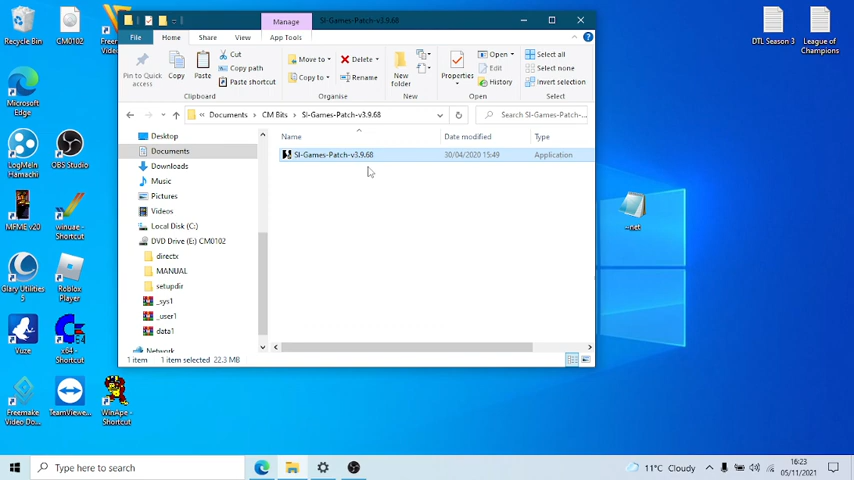 Manage
SI-Games-Patch-v3.9.68
File
Home
Share
View
App Tools
Pin to Quick
access
Copy
Paste
Cut
Copy path
Paste shortcut
Move to
Copy to
Delete
Rename
New
folder
Properties
Open
Edit
History
Select all
Select none
Invert selection
Clipboard
Organise
New
Open
Select
Documents
CM Bits
SI-Games-Patch-v3.9.68
Search SI-Games-Patch-v3.9.68...
Name
Date modified
Type
SI-Games-Patch-v3.9.68
30/04/2020 15:49
Application
Desktop
Documents
Downloads
Music
Pictures
Videos
Local Disk (C:)
DVD Drive (E:) CM0102
directx
MANUAL
setupdir
_sys1
_user1
data1
Network
1 item
1 item selected 22.3 MB
Recycle Bin
CM0102
Microsoft
Edge
LogMeIn
Hamachi
OBS Studio
MFME v20
winuae -
Shortcut
Glary Utilities
5
Roblox
Player
Vuze
x64 -
Shortcut
Freemake
Video Do...
TeamViewe...
WinApe -
Shortcut
DTL Season 3
League of
Champions
--net
Type here to search
11°C Cloudy
16:23
05/11/2021